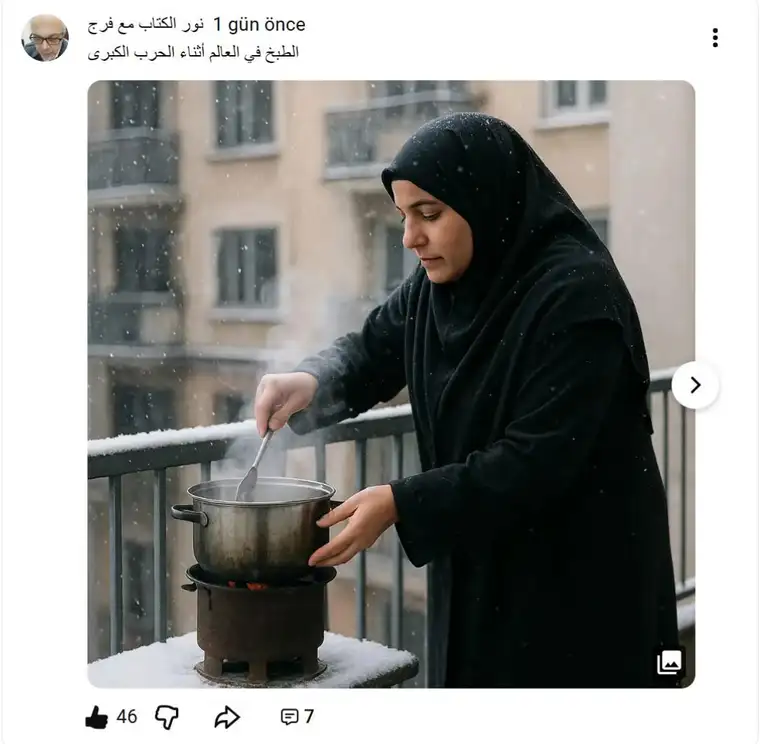 نور الكتاب مع فرج 1 gün önce
الطبخ في العالم أثناء الحرب الكبرى
46
7